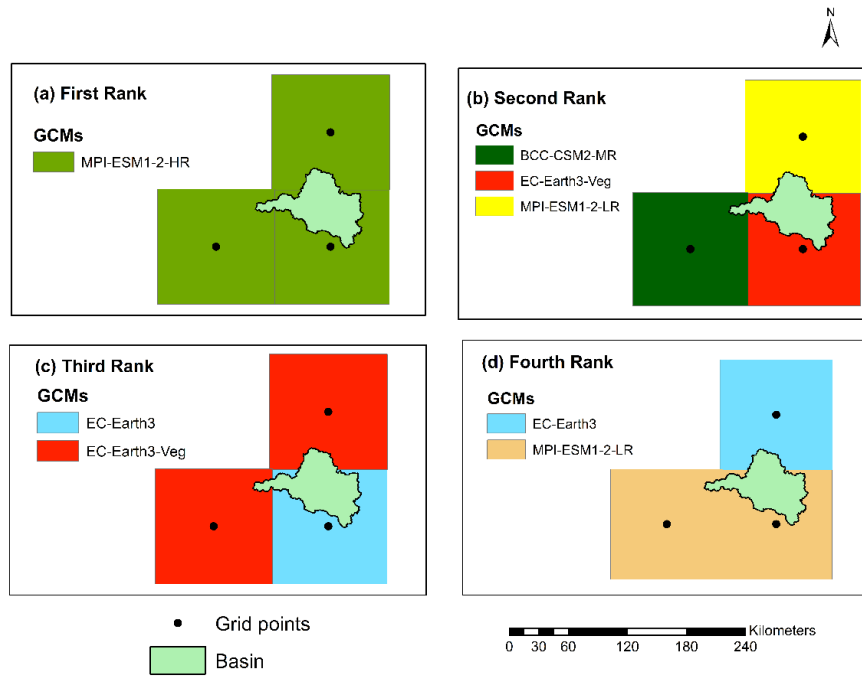 N
(a) First Rank
GCMs
MPI-ESM1-2-HR
(b) Second Rank
GCMs
BCC-CSM2-MR
EC-Earth3-Veg
MPI-ESM1-2-LR
(c) Third Rank
GCMs
EC-Earth3
EC-Earth3-Veg
(d) Fourth Rank
GCMs
EC-Earth3
MPI-ESM1-2-LR
Grid points
Basin
Kilometers
0 30 60 120 180 240